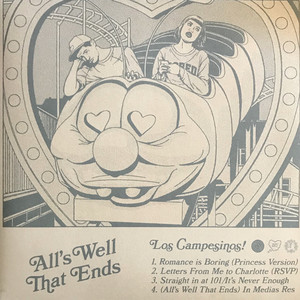 All's Well
That Ends
Los Campesinos!
1. Romance is Boring (Princess Version)
2. Letters From Me to Charlotte (RSVP)
3. Straight in at 101/It's Never Enough
4. (All's Well That Ends) In Medias Res